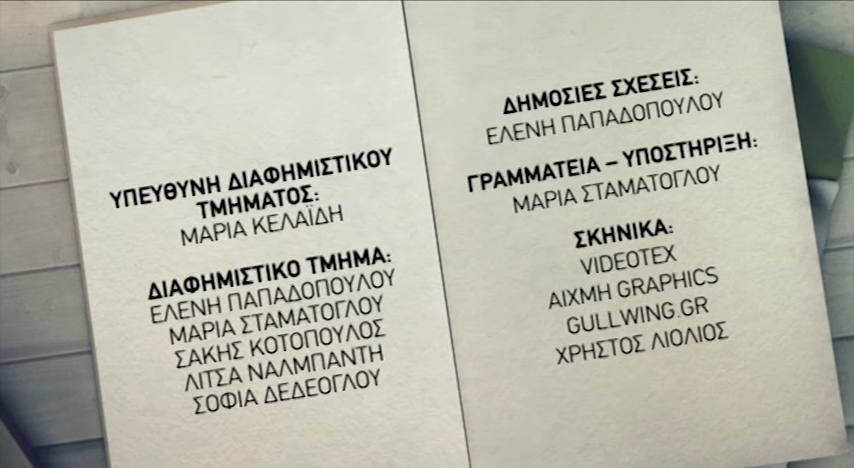 ΥΠΕΥΘΥΝΗ ΔΙΑΦΗΜΙΣΤΙΚΟΥ
ΤΜΗΜΑΤΟΣ:
ΜΑΡΙΑ ΚΕΛΑΪΔΗ
ΔΙΑΦΗΜΙΣΤΙΚΟ ΤΜΗΜΑ:
ΕΛΕΝΗ ΠΑΠΑΔΟΠΟΥΛΟΥ
ΜΑΡΙΑ ΣΤΑΜΑΤΟΓΛΟΥ
ΣΑΚΗΣ ΚΟΤΟΠΟΥΛΟΣ
ΛΙΤΣΑ ΝΑΛΜΠΑΝΤΗ
ΣΟΦΙΑ ΔΕΔΕΟΓΛΟΥ
ΔΗΜΟΣΙΕΣ ΣΧΕΣΕΙΣ:
ΕΛΕΝΗ ΠΑΠΑΔΟΠΟΥΛΟΥ
ΓΡΑΜΜΑΤΕΙΑ – ΥΠΟΣΤΗΡΙΞΗ:
ΜΑΡΙΑ ΣΤΑΜΑΤΟΓΛΟΥ
ΣΚΗΝΙΚΑ:
VIDEOTEX
ΑΙΧΜΗ GRAPHICS
GULLWING.GR
ΧΡΗΣΤΟΣ ΛΙΟΛΙΟΣ